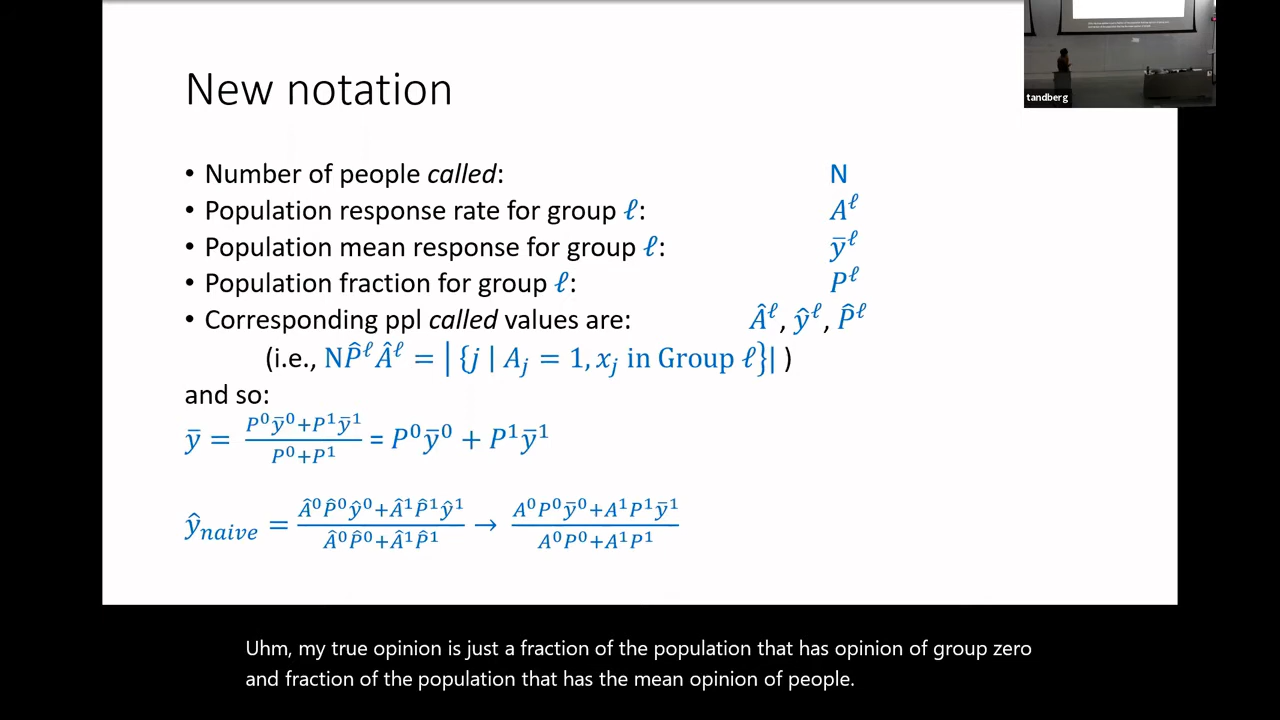 New notation
tandberg
• Number of people called: N
• Population response rate for group ℓ: A^ℓ
• Population mean response for group ℓ: ȳ^ℓ
• Population fraction for group ℓ: P^ℓ
• Corresponding ppl called values are: Â^ℓ, ŷ^ℓ, P̂^ℓ
(i.e., NP̂^ℓÂ^ℓ = |{j | A_j = 1, x_j in Group ℓ}| )
and so:
ȳ = (P^0ȳ^0+P^1ȳ^1)/(P^0+P^1) = P^0ȳ^0 + P^1ȳ^1
ŷ_naive = (Â^0P̂^0ŷ^0+Â^1P̂^1ŷ^1)/(Â^0P̂^0+Â^1P̂^1) → (A^0P^0ȳ^0+A^1P^1ȳ^1)/(A^0P^0+A^1P^1)
Uhm, my true opinion is just a fraction of the population that has opinion of group zero
and fraction of the population that has the mean opinion of people.